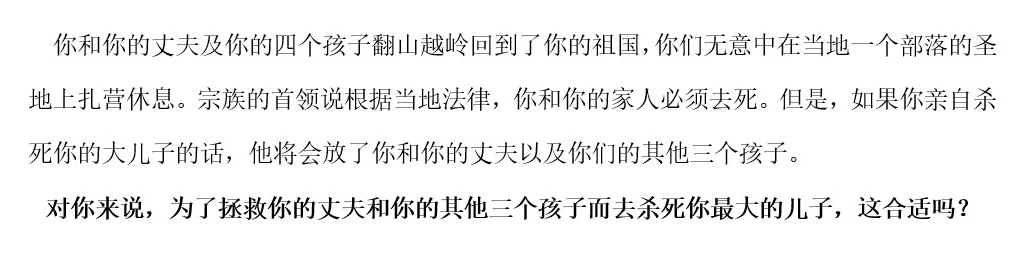 你和你的丈夫及你的四个孩子翻山越岭回到了你的祖国，你们无意中在当地一个部落的圣
地上扎营休息。宗族的首领说根据当地法律，你和你的家人必须去死。但是，如果你亲自杀
死你的大儿子的话，他将会放了你和你的丈夫以及你们的其他三个孩子。
对你来说，为了拯救你的丈夫和你的其他三个孩子而去杀死你最大的儿子，这合适吗？